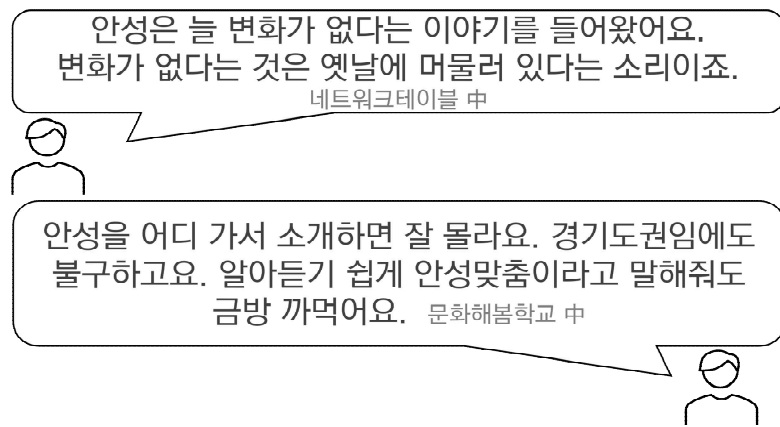 안성은 늘 변화가 없다는 이야기를 들어왔어요.
변화가 없다는 것은 옛날에 머물러 있다는 소리이죠.
네트워크테이블 中
안성을 어디 가서 소개하면 잘 몰라요. 경기도권임에도
불구하고요. 알아듣기 쉽게 안성맞춤이라고 말해줘도
금방 까먹어요. 문화해봄학교 中